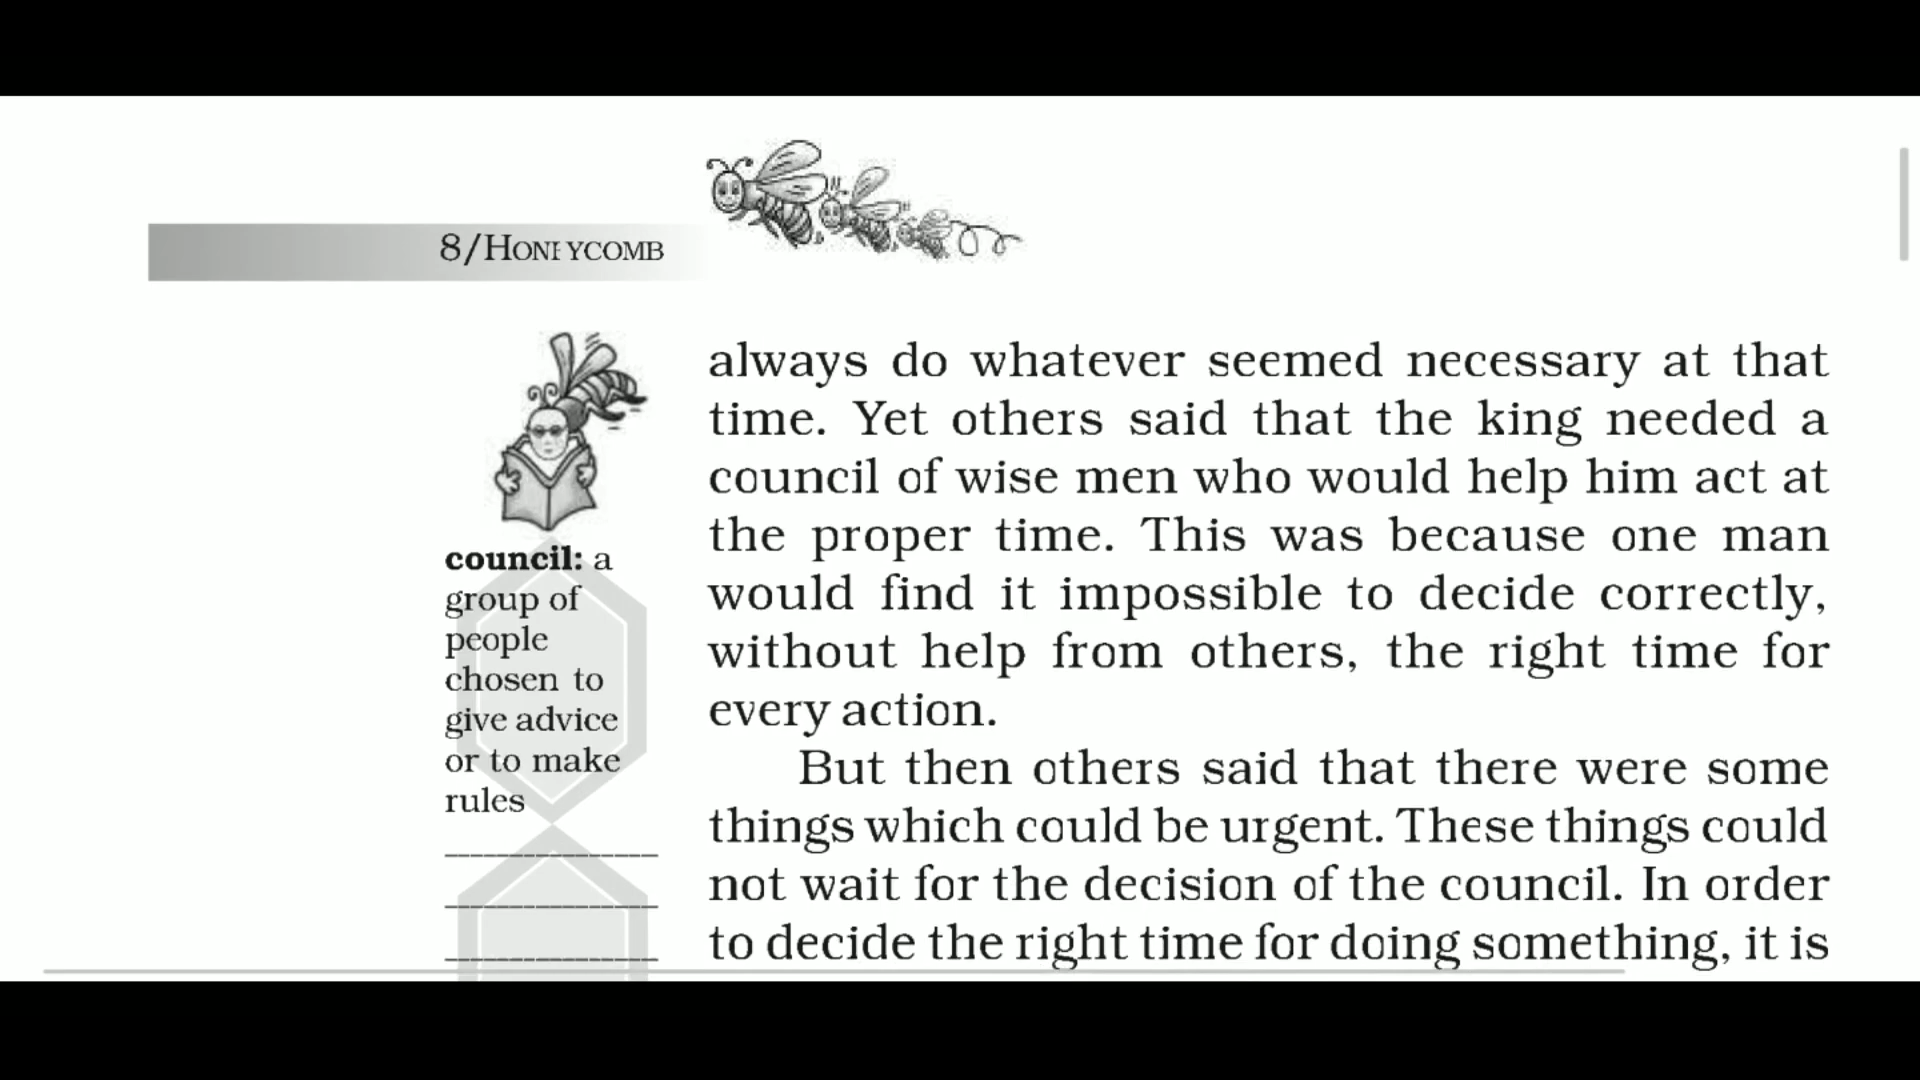 8/HONEYCOMB
council: a
group of
people
chosen to
give advice
or to make
rules
always do whatever seemed necessary at that
time. Yet others said that the king needed a
council of wise men who would help him act at
the proper time. This was because one man
would find it impossible to decide correctly,
without help from others, the right time for
every action.
But then others said that there were some
things which could be urgent. These things could
not wait for the decision of the council. In order
to decide the right time for doing something, it is